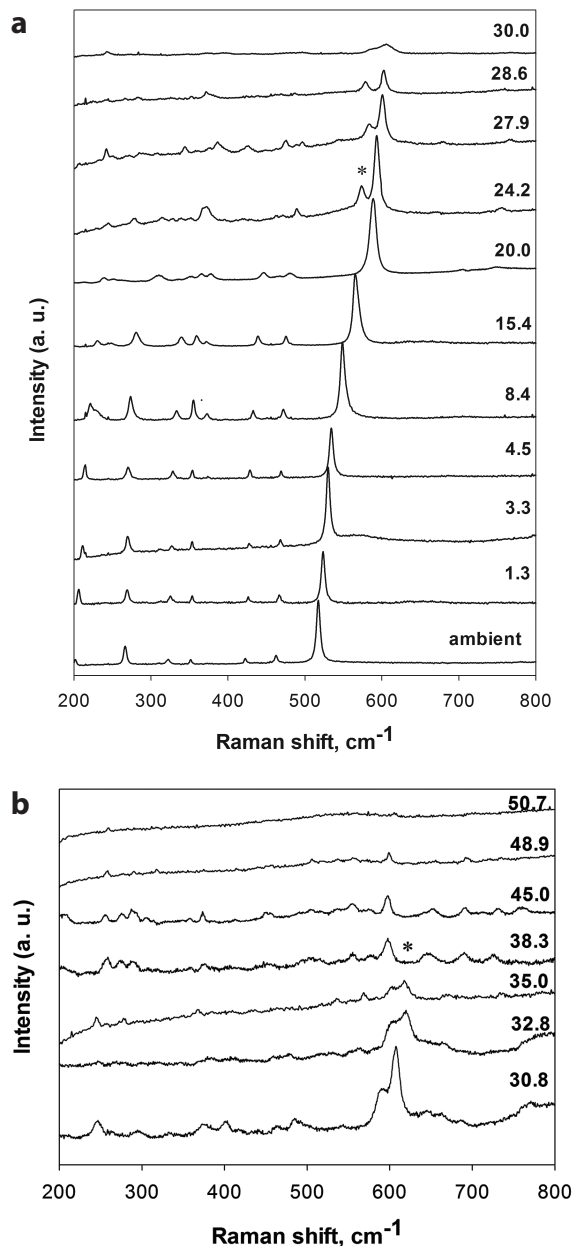 a
30.0
28.6
27.9
*
24.2
20.0
15.4
8.4
4.5
3.3
1.3
ambient
Intensity (a. u.)
200 300 400 500 600 700 800
Raman shift, cm-1
b
50.7
48.9
45.0
38.3
*
35.0
32.8
30.8
Intensity (a. u.)
200 300 400 500 600 700 800
Raman shift, cm-1